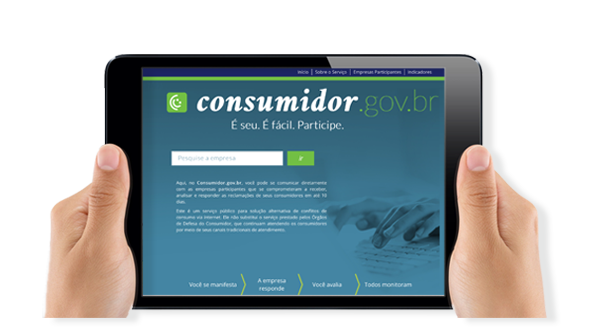 Início | Sobre o Serviço | Empresas Participantes | Indicadores
consumidor.gov.br
É seu. É fácil. Participe.
Pesquise a empresa
Ir
Aqui, no Consumidor.gov.br, você pode se comunicar diretamente
com as empresas participantes que se comprometeram a receber,
analisar e responder as reclamações de seus consumidores em até 10
dias.
Este é um serviço público para solução alternativa de conflitos de
consumo via internet. Ele não substitui o serviço prestado pelos Órgãos
de Defesa do Consumidor, que continuam atendendo os consumidores
por meio de seus canais tradicionais de atendimento.
Você se manifesta
A empresa
responde
Você avalia
Todos monitoram